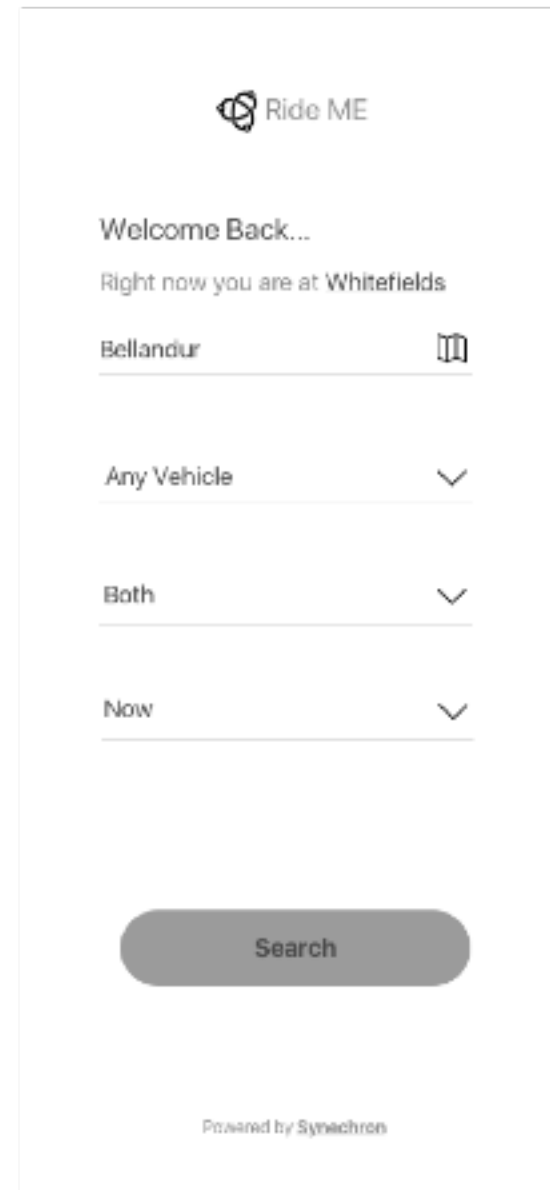 Ride ME
Welcome Back...
Right now you are at Whitefields
Bellandur
Any Vehicle
Both
Now
Search
Powered by Synechron